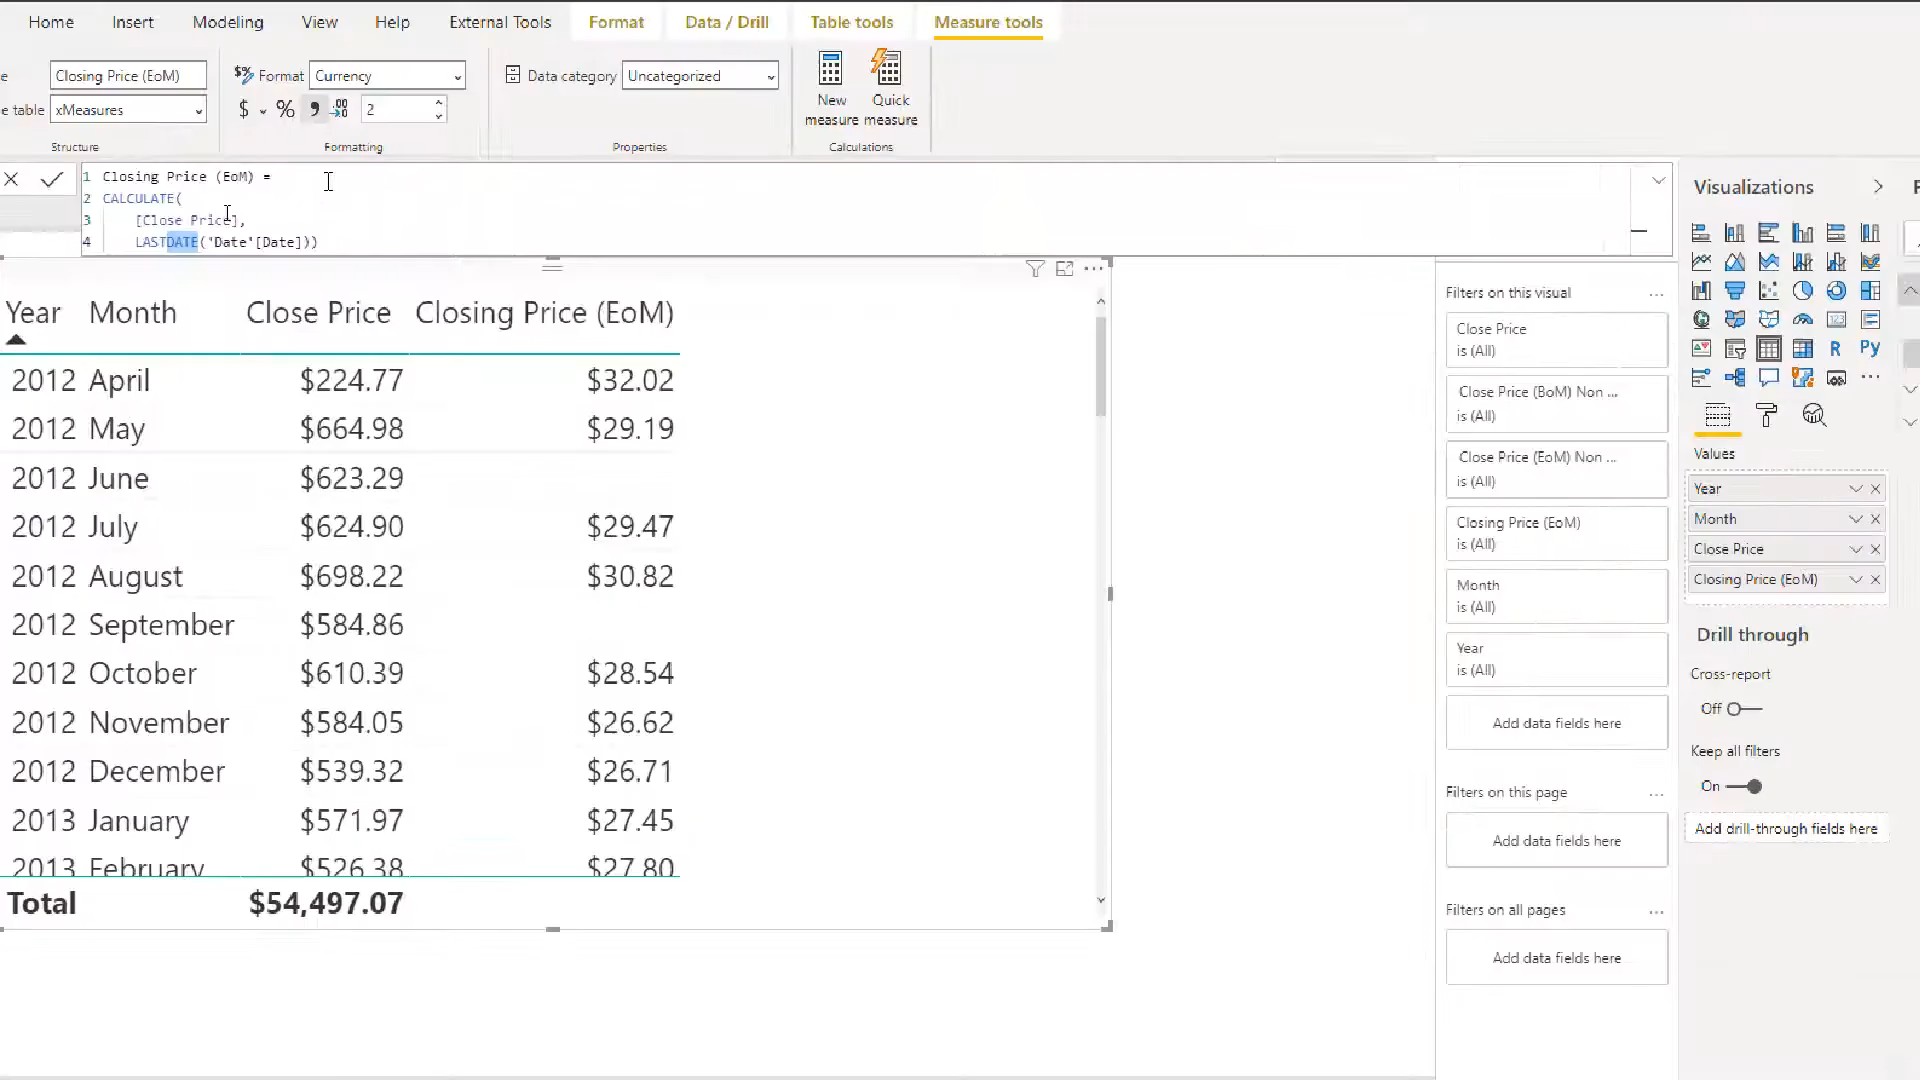 Home Insert Modeling View Help External Tools Format Data / Drill Table tools Measure tools
e Closing Price (EoM) Format Currency Data category Uncategorized New measure Quick measure
e table xMeasures $ % 9 .00 2
Structure Formatting Properties Calculations
1 Closing Price (EoM) =
2 CALCULATE(
3 [Close Price],
4 LASTDATE('Date'[Date]))
Year Month Close Price Closing Price (EoM)
2012 April $224.77 $32.02
2012 May $664.98 $29.19
2012 June $623.29
2012 July $624.90 $29.47
2012 August $698.22 $30.82
2012 September $584.86
2012 October $610.39 $28.54
2012 November $584.05 $26.62
2012 December $539.32 $26.71
2013 January $571.97 $27.45
2013 February $526.38 $27.80
Total $54,497.07
Filters on this visual ...
Close Price
is (All)
Close Price (BoM) Non ...
is (All)
Close Price (EoM) Non ...
is (All)
Closing Price (EoM)
is (All)
Month
is (All)
Year
is (All)
Add data fields here
Filters on this page ...
Add data fields here
Filters on all pages ...
Add data fields here
Visualizations
123
R Py
...
Values
Year
Month
Close Price
Closing Price (EoM)
Drill through
Cross-report
Off
Keep all filters
On
Add drill-through fields here